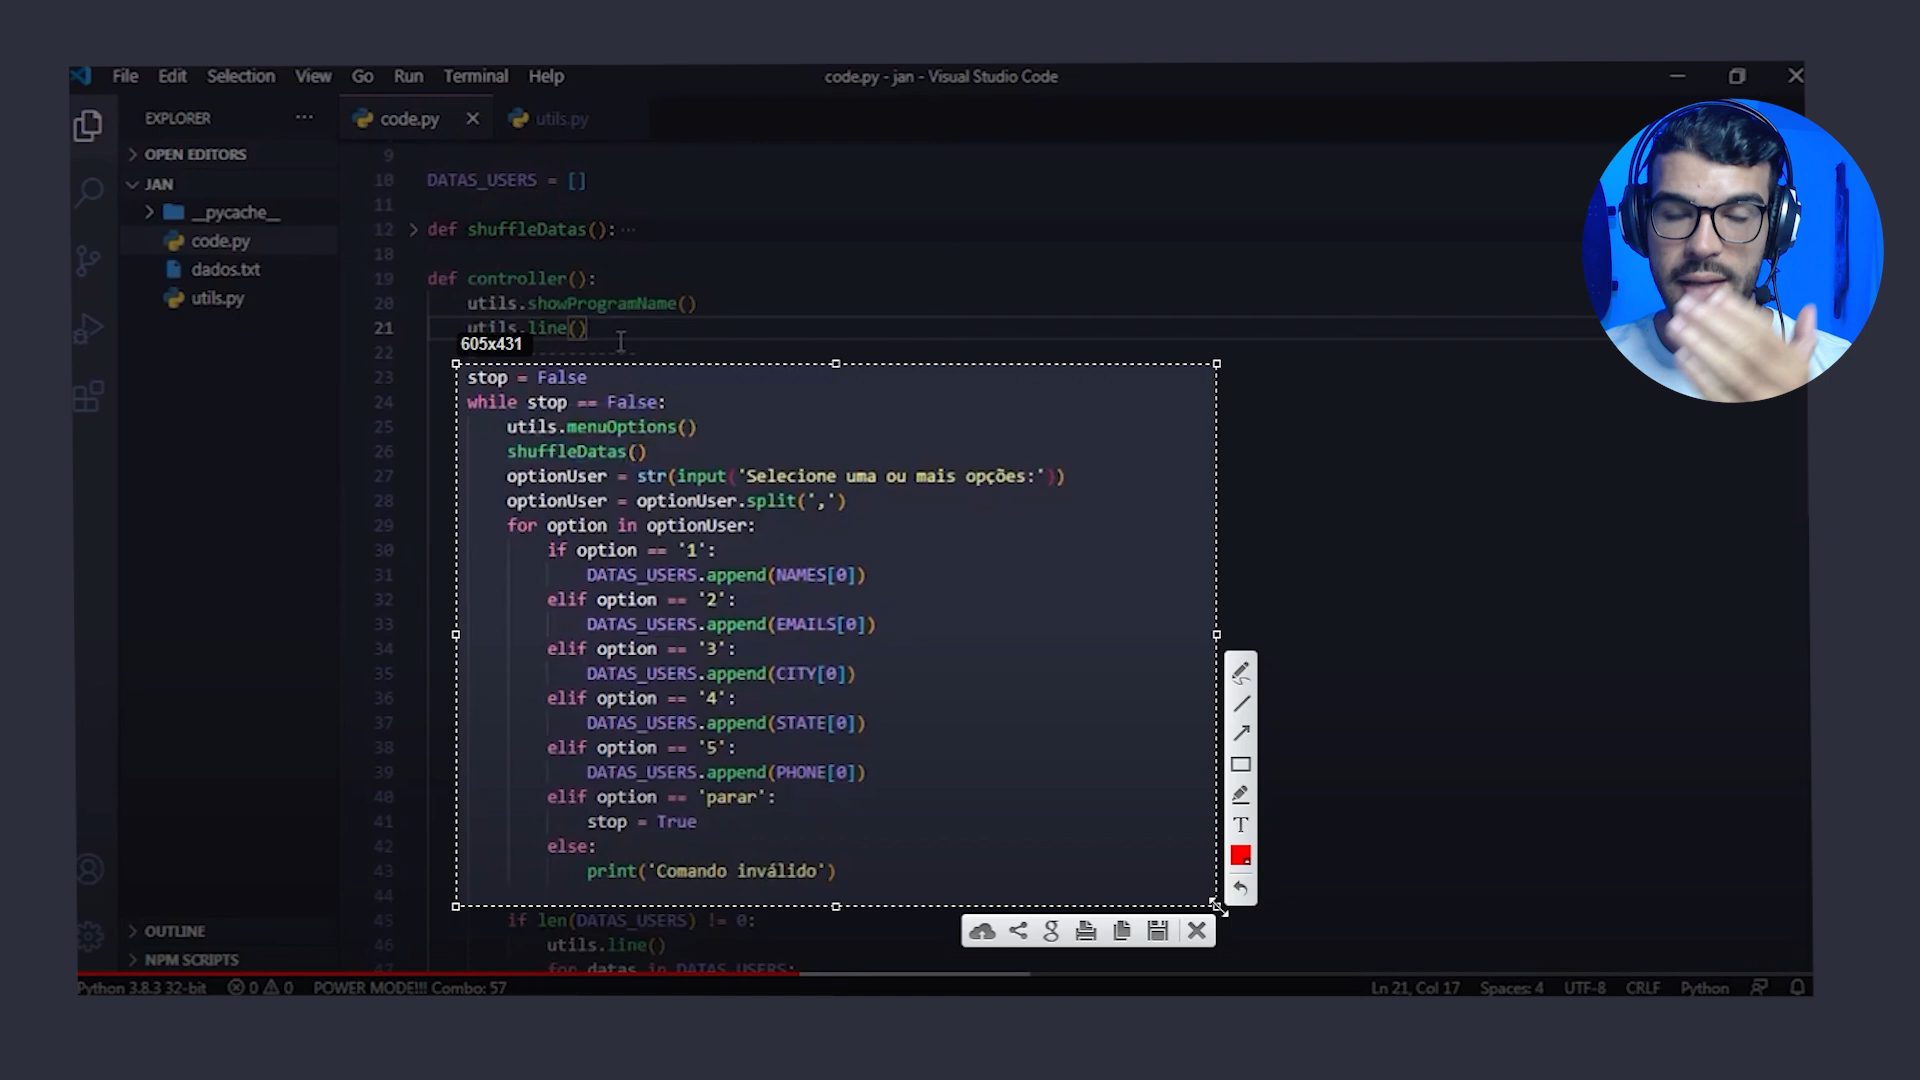 File Edit Selection View Go Run Terminal Help
code.py - jan - Visual Studio Code
EXPLORER
code.py
utils.py
OPEN EDITORS
JAN
__pycache__
code.py
dados.txt
utils.py
9
10 DATAS_USERS = []
11
12 def shuffleDatas():
18
19 def controller():
20 utils.showProgramName()
21 utils.line()
605x431
22
23 stop = False
24 while stop == False:
25 utils.menuOptions()
26 shuffleDatas()
27 optionUser = str(input('Selecione uma ou mais opções:'))
28 optionUser = optionUser.split(',')
29 for option in optionUser:
30 if option == '1':
31 DATAS_USERS.append(NAMES[0])
32 elif option == '2':
33 DATAS_USERS.append(EMAILS[0])
34 elif option == '3':
35 DATAS_USERS.append(CITY[0])
36 elif option == '4':
37 DATAS_USERS.append(STATE[0])
38 elif option == '5':
39 DATAS_USERS.append(PHONE[0])
40 elif option == 'parar':
41 stop = True
42 else:
43 print('Comando inválido')
44
45 if len(DATAS_USERS) != 0:
46 utils.line()
47 for datas in DATAS_USERS:
OUTLINE
NPM SCRIPTS
Python 3.8.3 32-bit 0 0 POWER MODE!!! Combo: 57
Ln 21, Col 17 Spaces: 4 UTF-8 CRLF Python